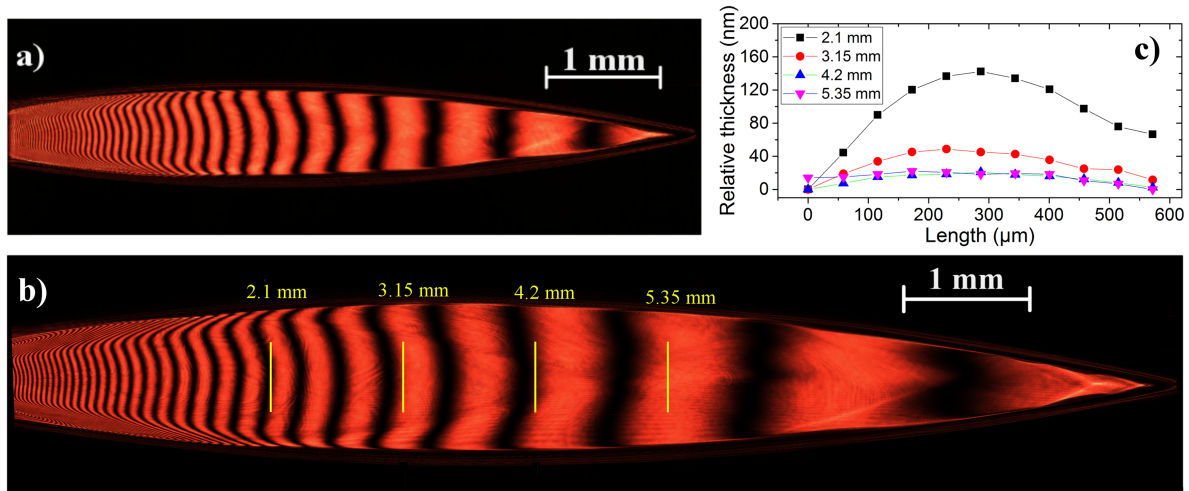 a)
1 mm
Relative thickness (nm)
200
160
120
80
40
0
2.1 mm
3.15 mm
4.2 mm
5.35 mm
c)
0 100 200 300 400 500 600
Length (µm)
b)
2.1 mm 3.15 mm 4.2 mm 5.35 mm
1 mm